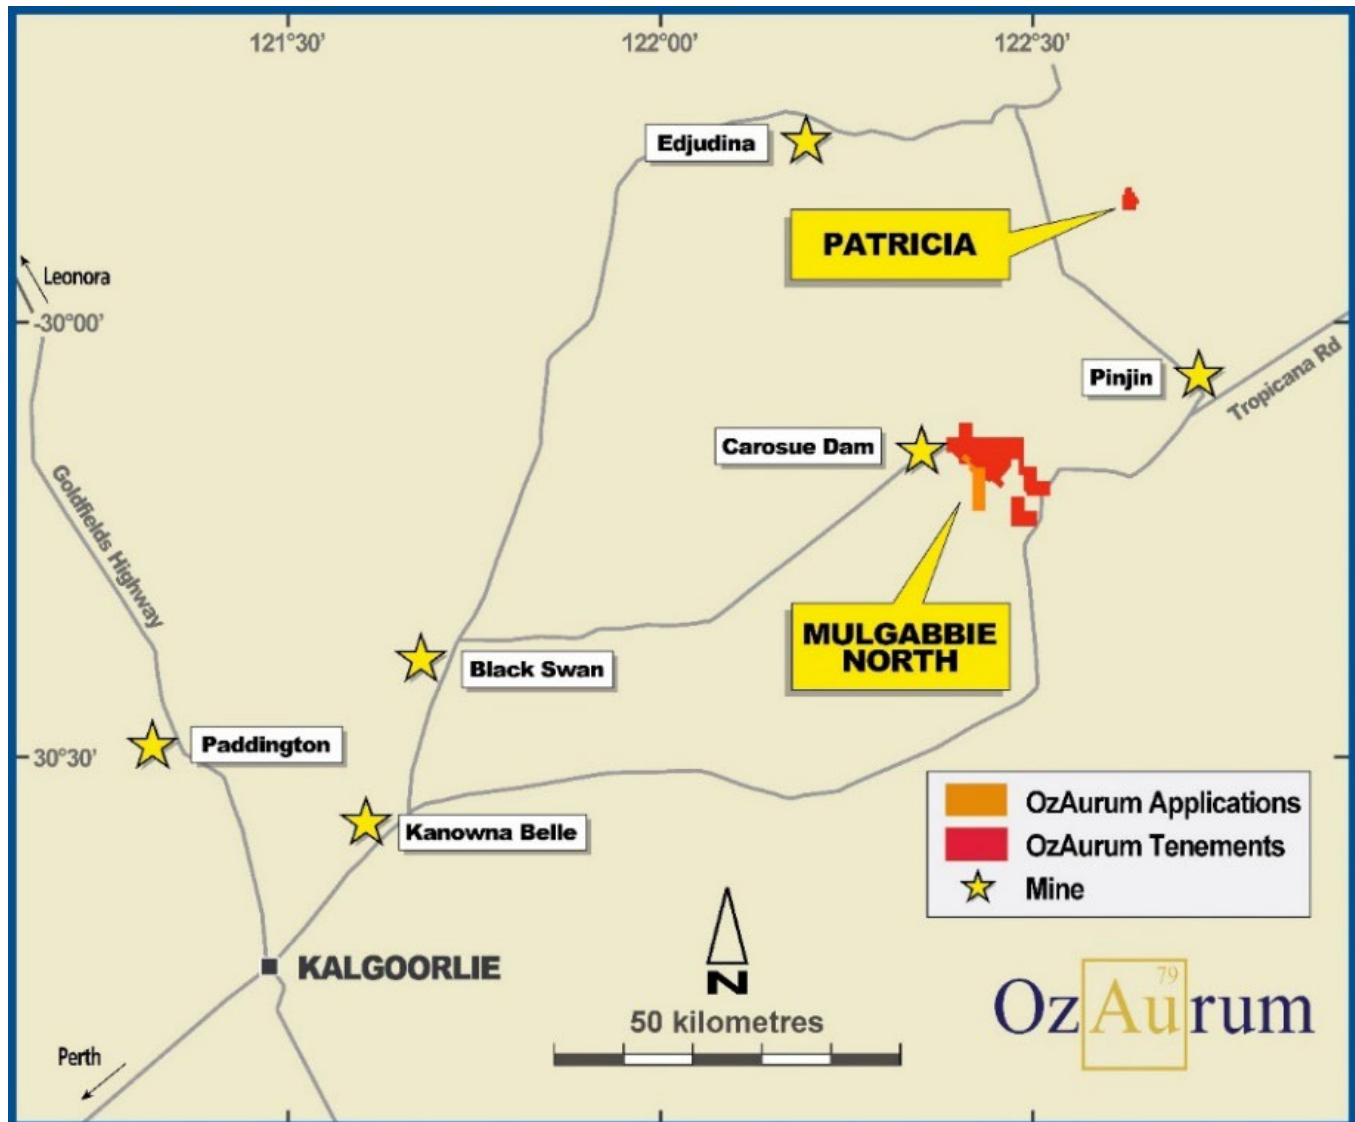 121°30'
122°00'
122°30'
Edjudina
PATRICIA
Leonora
-30°00'
Pinjin
Tropicana Rd
Carosue Dam
Goldfields Highway
MULGABBIE
NORTH
Black Swan
Paddington
30°30'
Kanowna Belle
OzAurum Applications
OzAurum Tenements
Mine
KALGOORLIE
N
50 kilometres
79
OzAurum
Perth